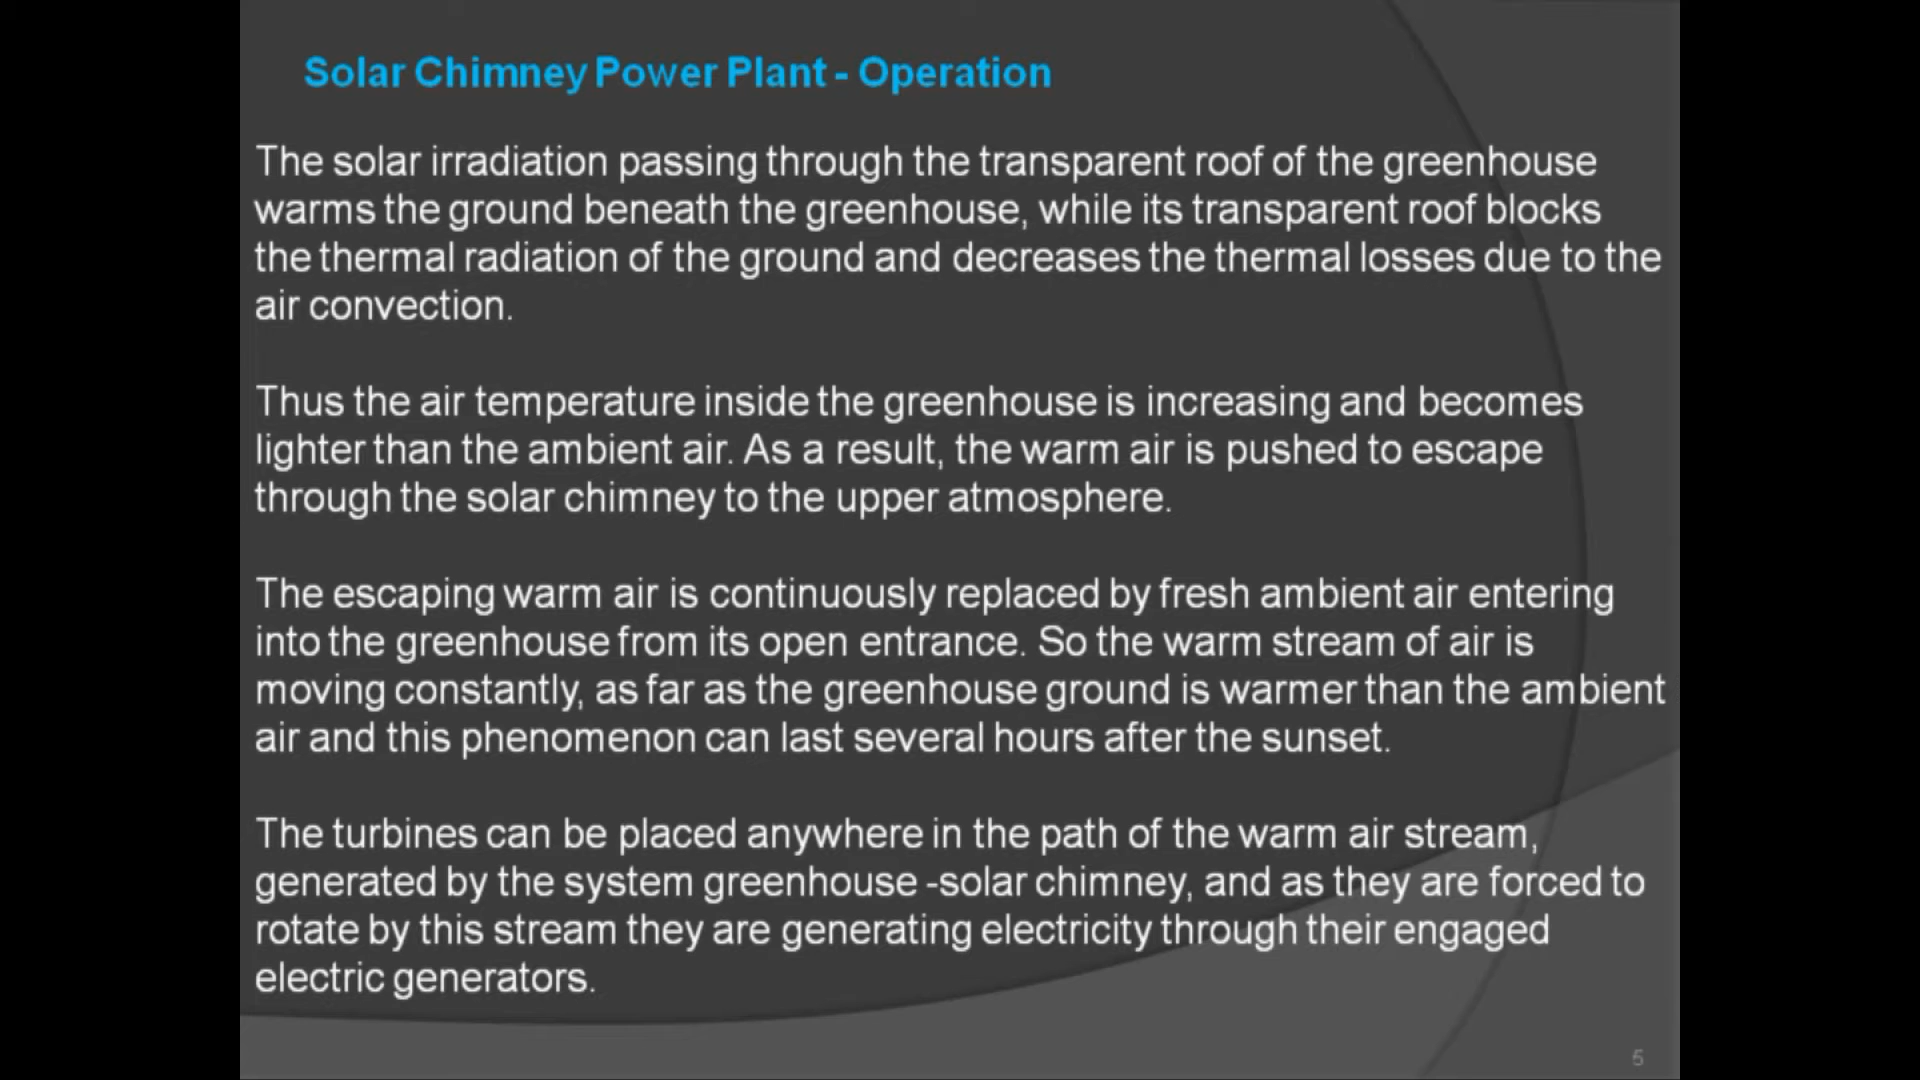 Solar Chimney Power Plant - Operation
The solar irradiation passing through the transparent roof of the greenhouse
warms the ground beneath the greenhouse, while its transparent roof blocks
the thermal radiation of the ground and decreases the thermal losses due to the
air convection.
Thus the air temperature inside the greenhouse is increasing and becomes
lighter than the ambient air. As a result, the warm air is pushed to escape
through the solar chimney to the upper atmosphere.
The escaping warm air is continuously replaced by fresh ambient air entering
into the greenhouse from its open entrance. So the warm stream of air is
moving constantly, as far as the greenhouse ground is warmer than the ambient
air and this phenomenon can last several hours after the sunset.
The turbines can be placed anywhere in the path of the warm air stream,
generated by the system greenhouse -solar chimney, and as they are forced to
rotate by this stream they are generating electricity through their engaged
electric generators.
5